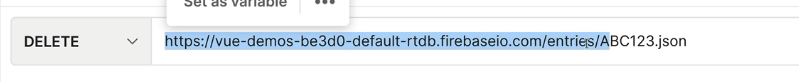 Set as variable
DELETE https://vue-demos-be3d0-default-rtdb.firebaseio.com/entries/ABC123.json